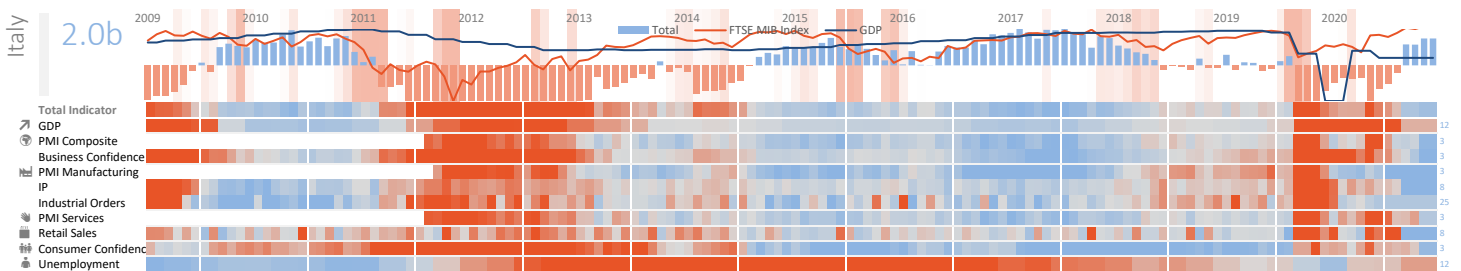 Italy
2.0b
2009 2010 2011 2012 2013 2014 2015 2016 2017 2018 2019 2020
Total FTSE MIB Index GDP
Total Indicator
GDP 12
PMI Composite 3
Business Confidence 3
PMI Manufacturing 3
IP 8
Industrial Orders 25
PMI Services 3
Retail Sales 8
Consumer Confidenc 3
Unemployment 12